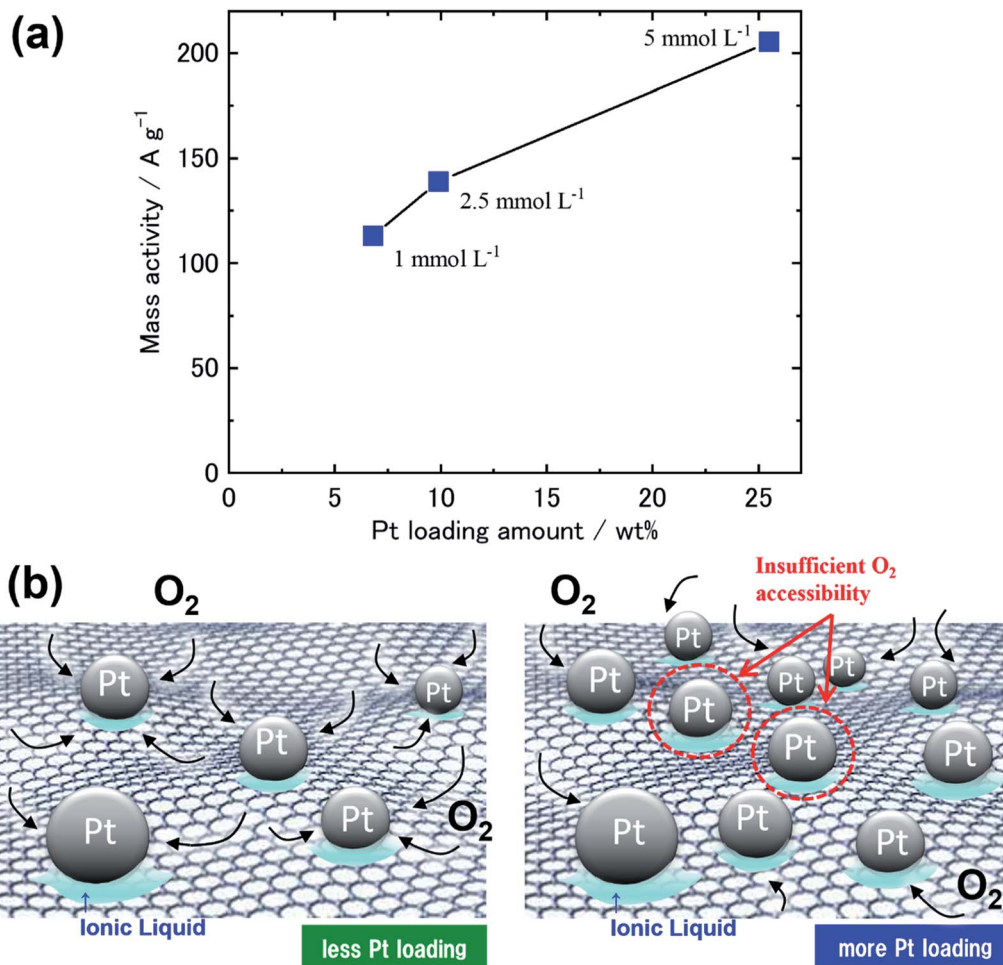 (a)
200
150
100
50
0
Mass activity / A g⁻¹
5 mmol L⁻¹
2.5 mmol L⁻¹
1 mmol L⁻¹
0 5 10 15 20 25
Pt loading amount / wt%
(b)
O₂
Pt
Pt
Pt
Pt
Pt
O₂
Ionic Liquid
less Pt loading
Insufficient O₂
accessibility
O₂
Pt
Pt
Pt
Pt
Pt
Pt
Pt
Pt
Pt
Pt
Pt
O₂
Ionic Liquid
more Pt loading